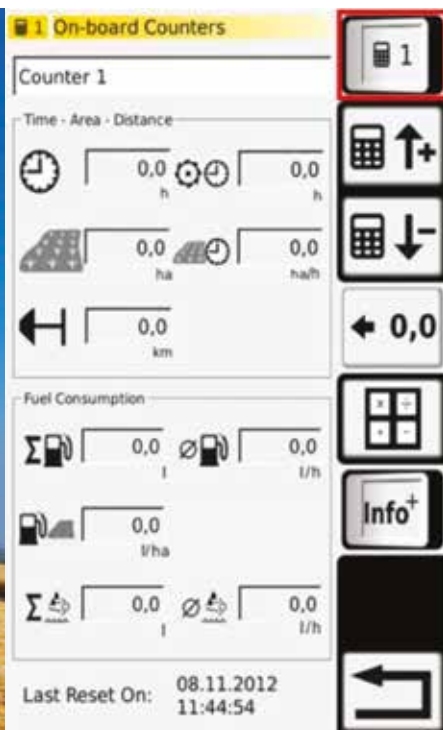 1 On-board Counters
1
Counter 1
Time - Area - Distance
0,0
h
0,0
h
0,0
ha
0,0
ha/h
0,0
km
Fuel Consumption
0,0
l
0,0
l/h
0,0
l/ha
0,0
l
0,0
l/h
Last Reset On: 08.11.2012
11:44:54
+
-
0,0
x ÷
+ -
Info+